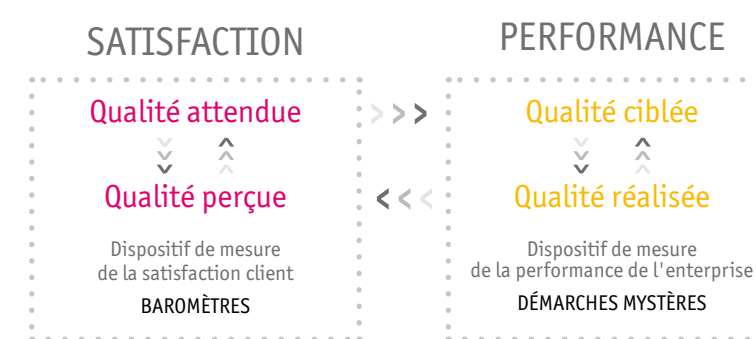 SATISFACTION
Qualité attendue
Qualité perçue
Dispositif de mesure
de la satisfaction client
BAROMÈTRES
PERFORMANCE
Qualité ciblée
Qualité réalisée
Dispositif de mesure
de la performance de l'enterprise
DÉMARCHES MYSTÈRES